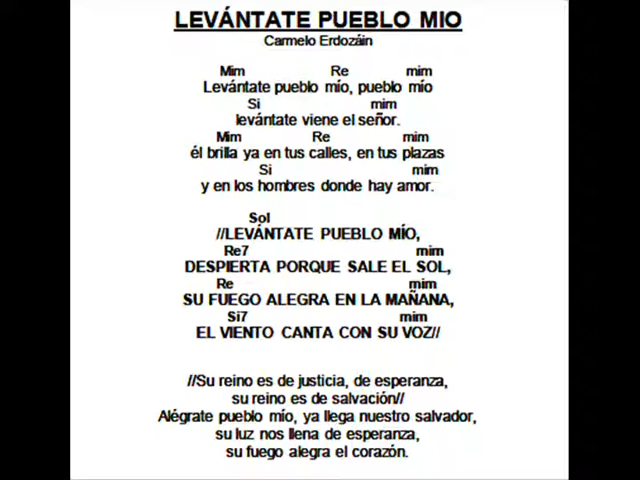 LEVÁNTATE PUEBLO MIO
Carmelo Erdozáin
Mim Re mim
Levántate pueblo mío, pueblo mío
Si mim
levántate viene el señor.
Mim Re mim
él brilla ya en tus calles, en tus plazas
Si mim
y en los hombres donde hay amor.
Sol
//LEVÁNTATE PUEBLO MÍO,
Re7 mim
DESPIERTA PORQUE SALE EL SOL,
Re mim
SU FUEGO ALEGRA EN LA MAÑANA,
Si7 mim
EL VIENTO CANTA CON SU VOZ//
//Su reino es de justicia, de esperanza,
su reino es de salvación//
Alégrate pueblo mío, ya llega nuestro salvador,
su luz nos llena de esperanza,
su fuego alegra el corazón.